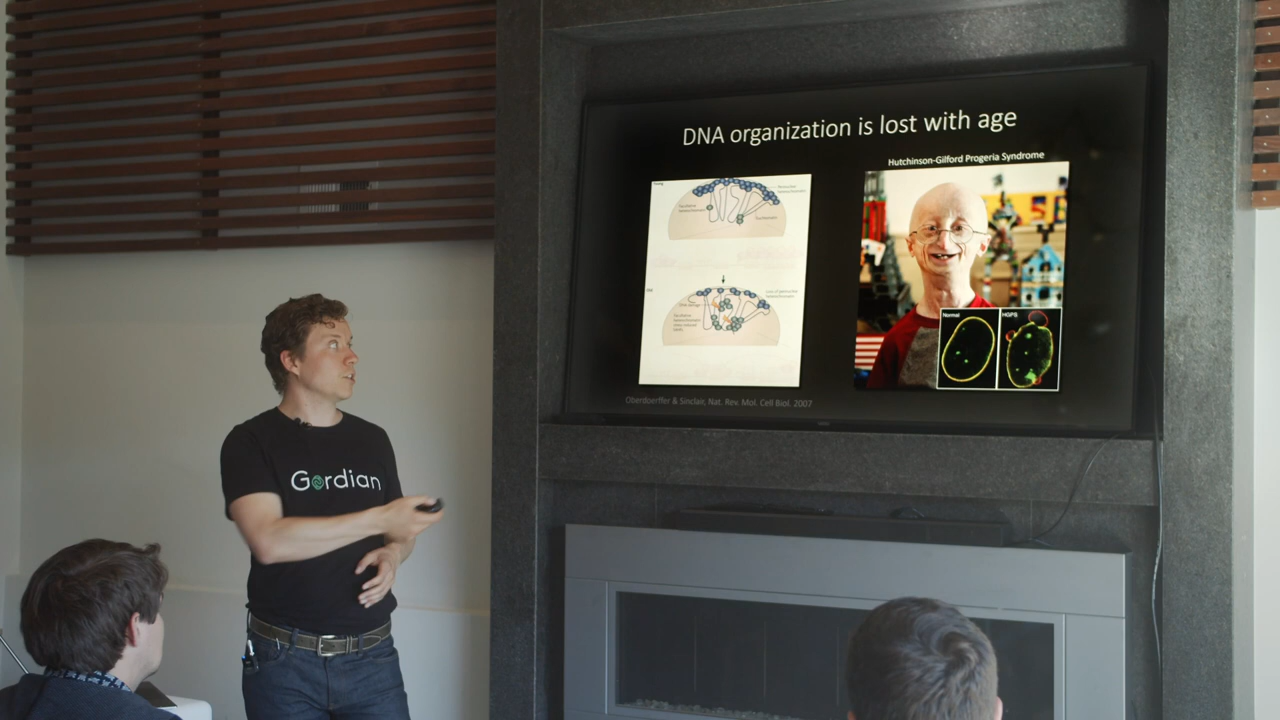 DNA organization is lost with age
Hutchinson-Gilford Progeria Syndrome
Young
Normal
HGPS
Oberdoerffer & Sinclair, Nat. Rev. Mol. Cell Biol. 2007
Gordian